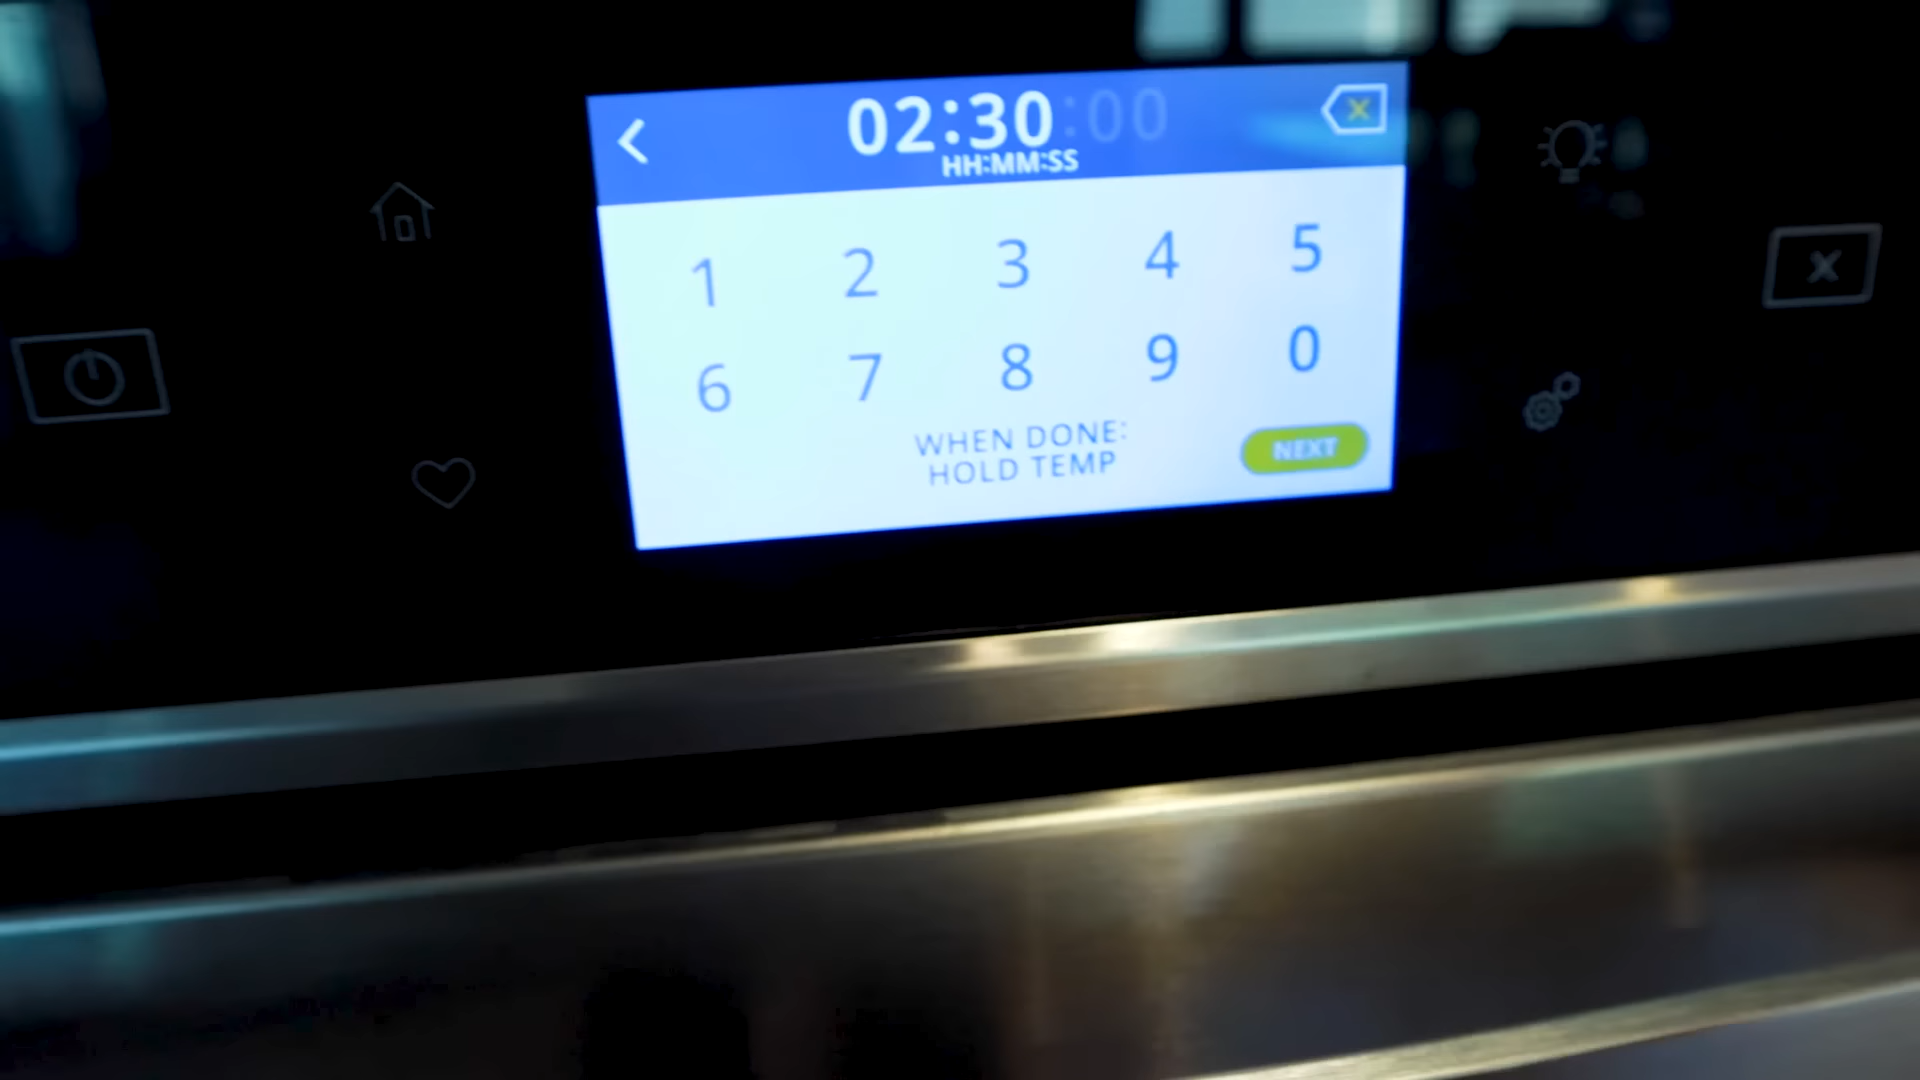 02:30:00
HH:MM:SS
1 2 3 4 5
6 7 8 9 0
WHEN DONE:
HOLD TEMP
NEXT